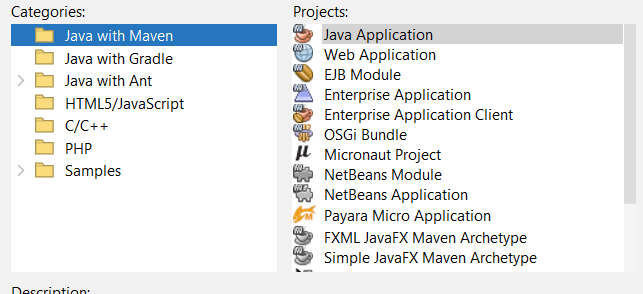 Categories:
Java with Maven
Java with Gradle
Java with Ant
HTML5/JavaScript
C/C++
PHP
Samples
Projects:
Java Application
Web Application
EJB Module
Enterprise Application
Enterprise Application Client
OSGi Bundle
Micronaut Project
NetBeans Module
NetBeans Application
Payara Micro Application
FXML JavaFX Maven Archetype
Simple JavaFX Maven Archetype
Description: